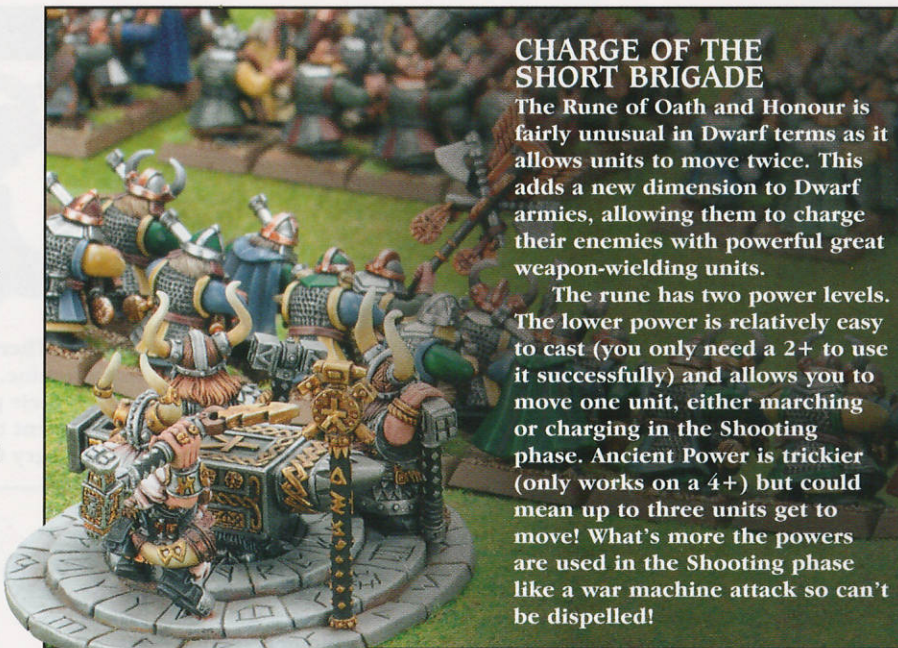 CHARGE OF THE
SHORT BRIGADE
The Rune of Oath and Honour is
fairly unusual in Dwarf terms as it
allows units to move twice. This
adds a new dimension to Dwarf
armies, allowing them to charge
their enemies with powerful great
weapon-wielding units.
The rune has two power levels.
The lower power is relatively easy
to cast (you only need a 2+ to use
it successfully) and allows you to
move one unit, either marching
or charging in the Shooting
phase. Ancient Power is trickier
(only works on a 4+) but could
mean up to three units get to
move! What's more the powers
are used in the Shooting phase
like a war machine attack so can't
be dispelled!